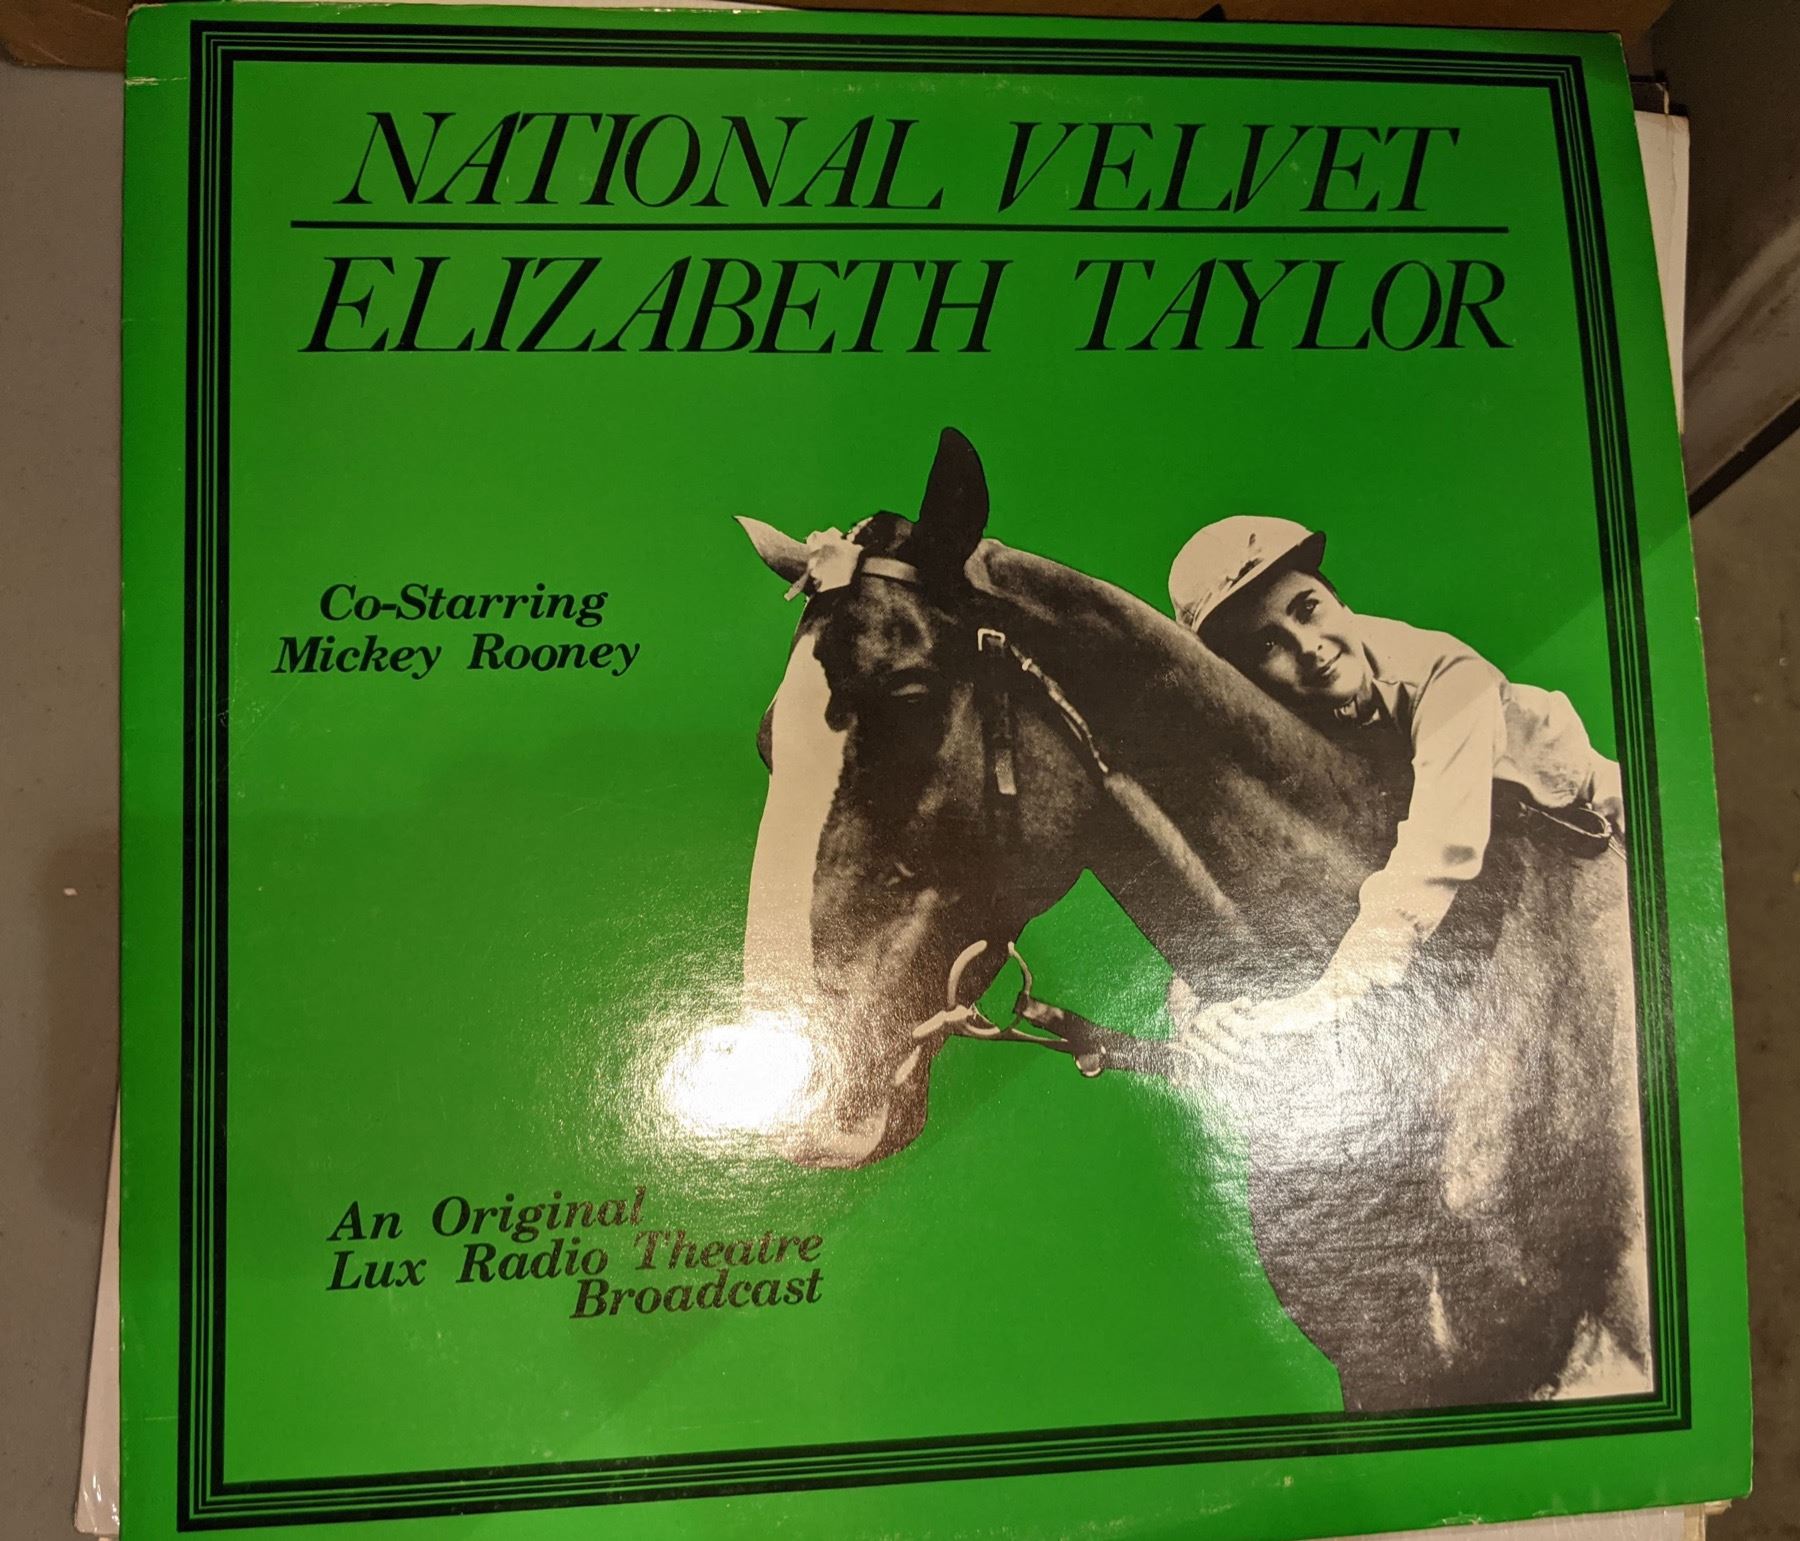 NATIONAL VELVET
ELIZABETH TAYLOR
Co-Starring
Mickey Rooney
An Original
Lux Radio Theatre
Broadcast